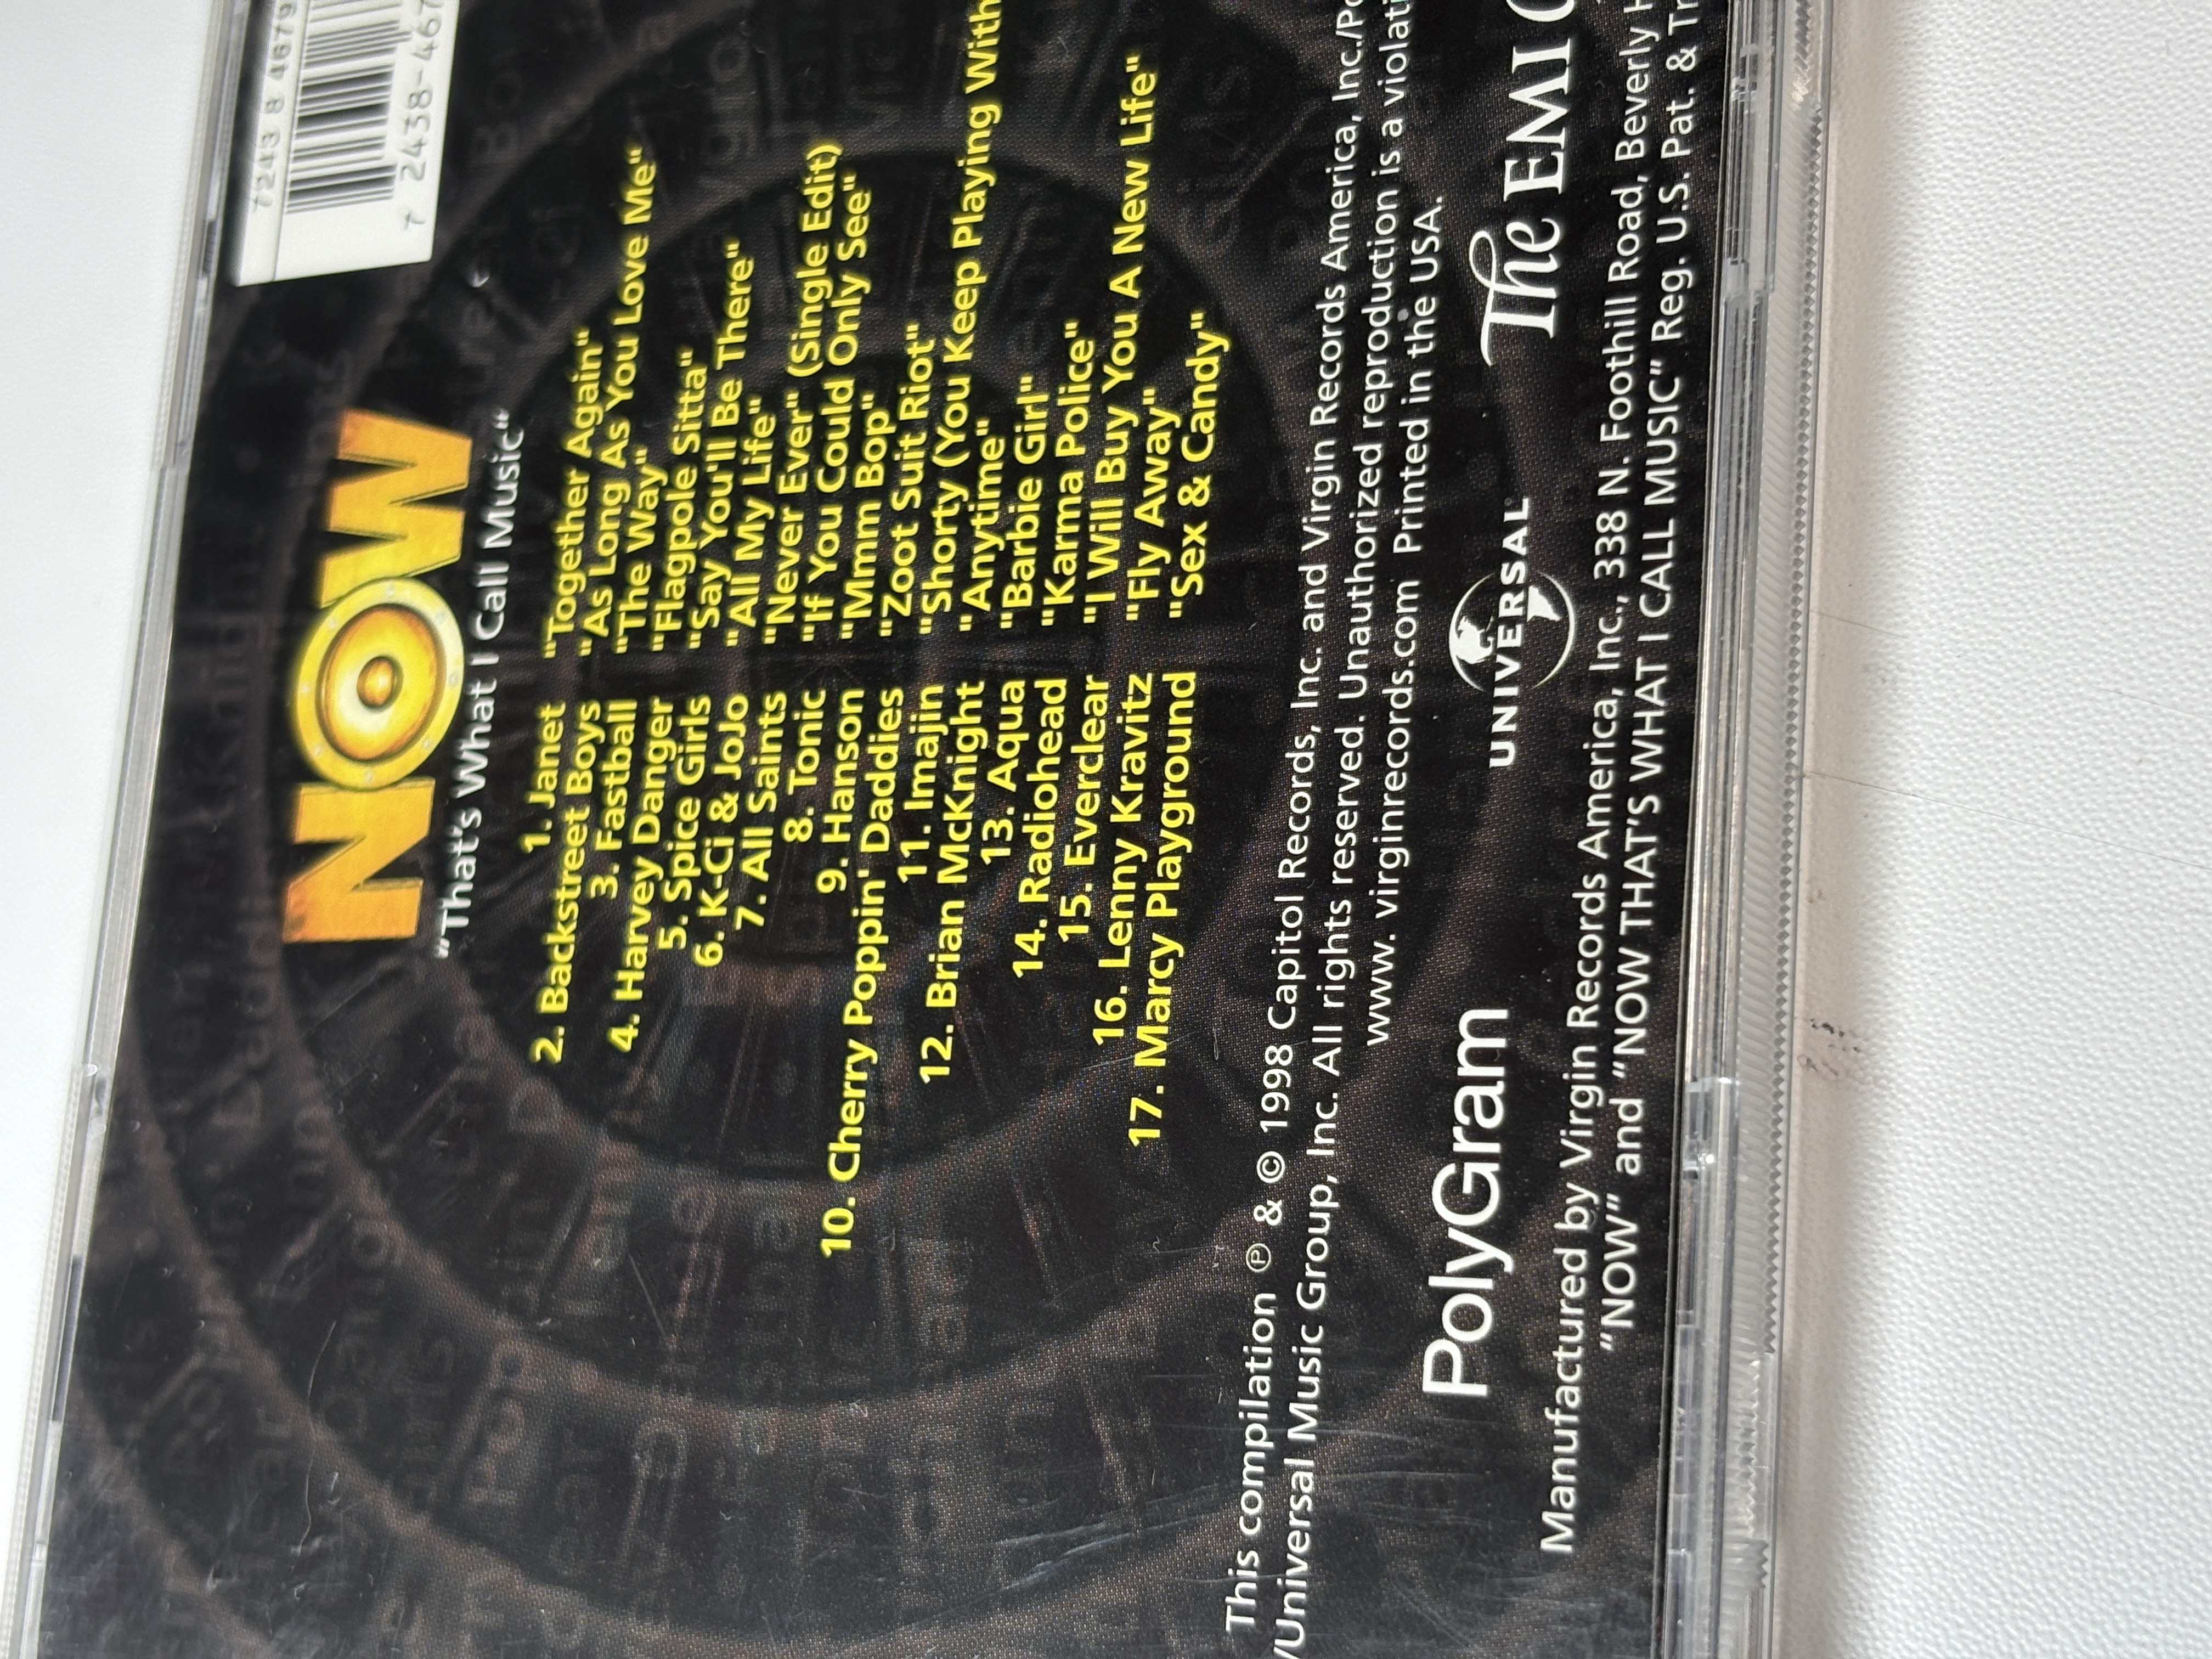 7243 8 4679
7 2438-467
NOW
"That's What I Call Music"
1. Janet "Together Again"
2. Backstreet Boys "As Long As You Love Me"
3. Fastball "The Way"
4. Harvey Danger "Flagpole Sitta"
5. Spice Girls "Say You'll Be There"
6. K-Ci & JoJo "All My Life"
7. All Saints "Never Ever" (Single Edit)
8. Tonic "If You Could Only See"
9. Hanson "Mmm Bop"
10. Cherry Poppin' Daddies "Zoot Suit Riot"
11. Imajin "Shorty (You Keep Playing With
12. Brian McKnight "Anytime"
13. Aqua "Barbie Girl"
14. Radiohead "Karma Police"
15. Everclear "I Will Buy You A New Life"
16. Lenny Kravitz "Fly Away"
17. Marcy Playground "Sex & Candy"
This compilation ℗ & © 1998 Capitol Records, Inc. and Virgin Records America, Inc./Po
/Universal Music Group, Inc. All rights reserved. Unauthorized reproduction is a violati
www. virginrecords.com Printed in the USA.
PolyGram UNIVERSAL The EMI
Manufactured by Virgin Records America, Inc., 338 N. Foothill Road, Beverly H
"NOW" and "NOW THAT'S WHAT I CALL MUSIC" Reg. U.S. Pat. & Tr